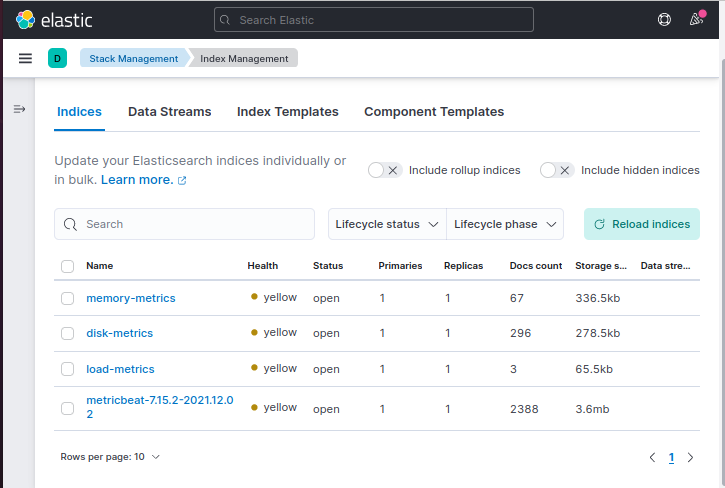 elastic
Search Elastic
D
Stack Management
Index Management
Indices
Data Streams
Index Templates
Component Templates
Update your Elasticsearch indices individually or
in bulk. Learn more.
Include rollup indices
Include hidden indices
Search
Lifecycle status
Lifecycle phase
Reload indices
Name Health Status Primaries Replicas Docs count Storage s... Data stre...
memory-metrics yellow open 1 1 67 336.5kb
disk-metrics yellow open 1 1 296 278.5kb
load-metrics yellow open 1 1 3 65.5kb
metricbeat-7.15.2-2021.12.0
2 yellow open 1 1 2388 3.6mb
Rows per page: 10
1